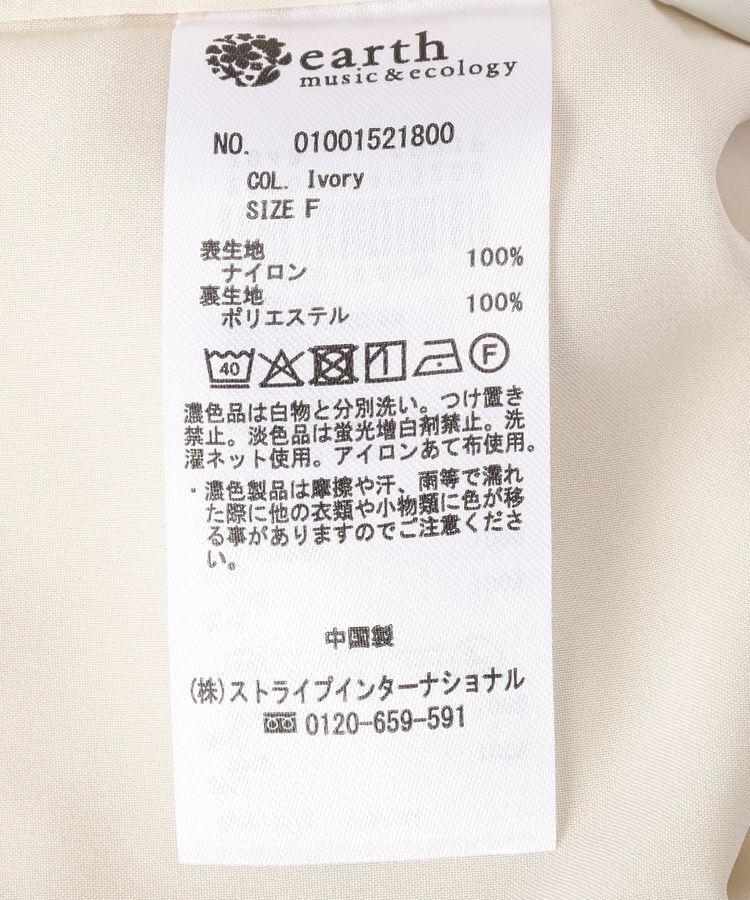 earth
music&ecology
NO. 01001521800
COL. Ivory
SIZE F
表生地
ナイロン 100%
裏生地
ポリエステル 100%
40 F
濃色品は白物と分別洗い。つけ置き
禁止。淡色品は蛍光増白剤禁止。洗
濯ネット使用。アイロンあて布使用。
・濃色製品は摩擦や汗、雨等で濡れ
た際に他の衣類や小物類に色が移
る事がありますのでご注意くださ
い。
中国製
(株)ストライプインターナショナル
0120-659-591